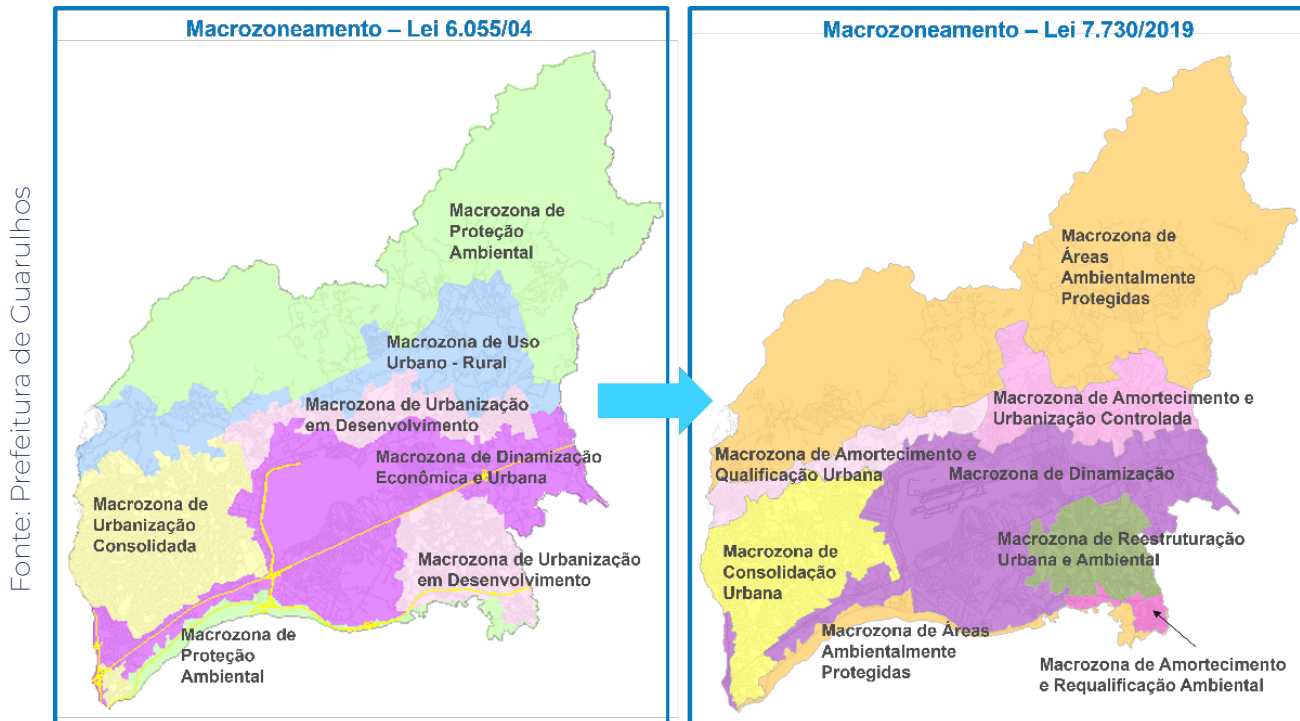 Fonte: Prefeitura de Guarulhos
Macrozoneamento – Lei 6.055/04
Macrozona de
Proteção
Ambiental
Macrozona de Uso
Urbano - Rural
Macrozona de Urbanização
em Desenvolvimento
Macrozona de Dinamização
Econômica e Urbana
Macrozona de
Urbanização
Consolidada
Macrozona de Urbanização
em Desenvolvimento
Macrozona de
Proteção
Ambiental
Macrozoneamento – Lei 7.730/2019
Macrozona de
Áreas
Ambientalmente
Protegidas
Macrozona de Amortecimento e
Urbanização Controlada
Macrozona de Amortecimento e
Qualificação Urbana
Macrozona de Dinamização
Macrozona de Reestruturação
Urbana e Ambiental
Macrozona de
Consolidação
Urbana
Macrozona de Áreas
Ambientalmente
Protegidas
Macrozona de Amortecimento
e Requalificação Ambiental